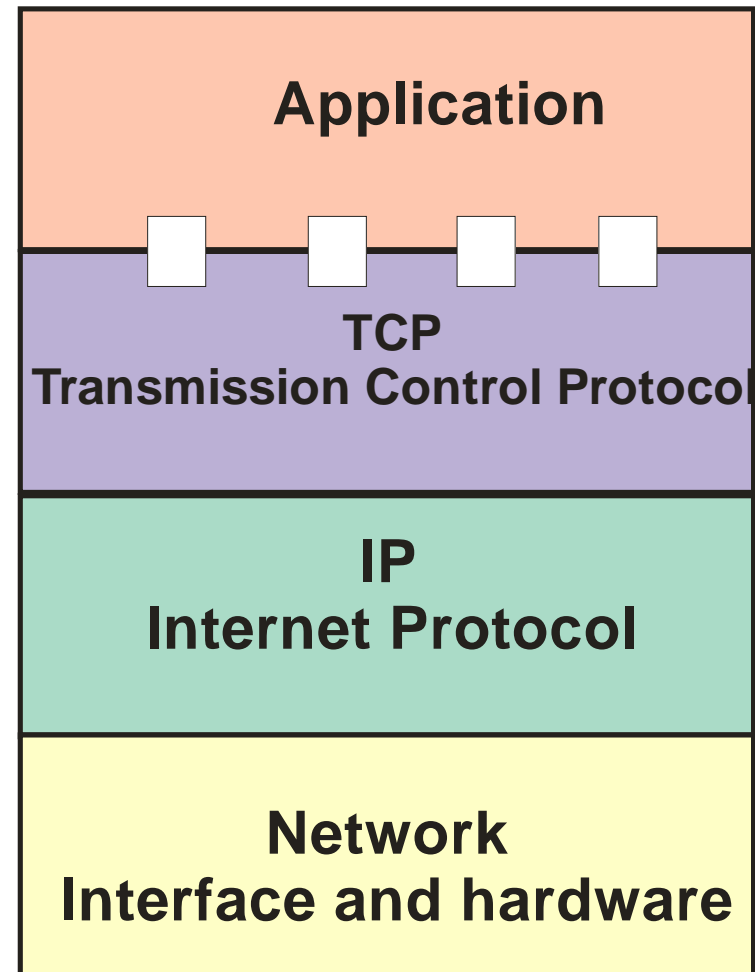 Application
TCP
Transmission Control Protocol
IP
Internet Protocol
Network
Interface and hardware